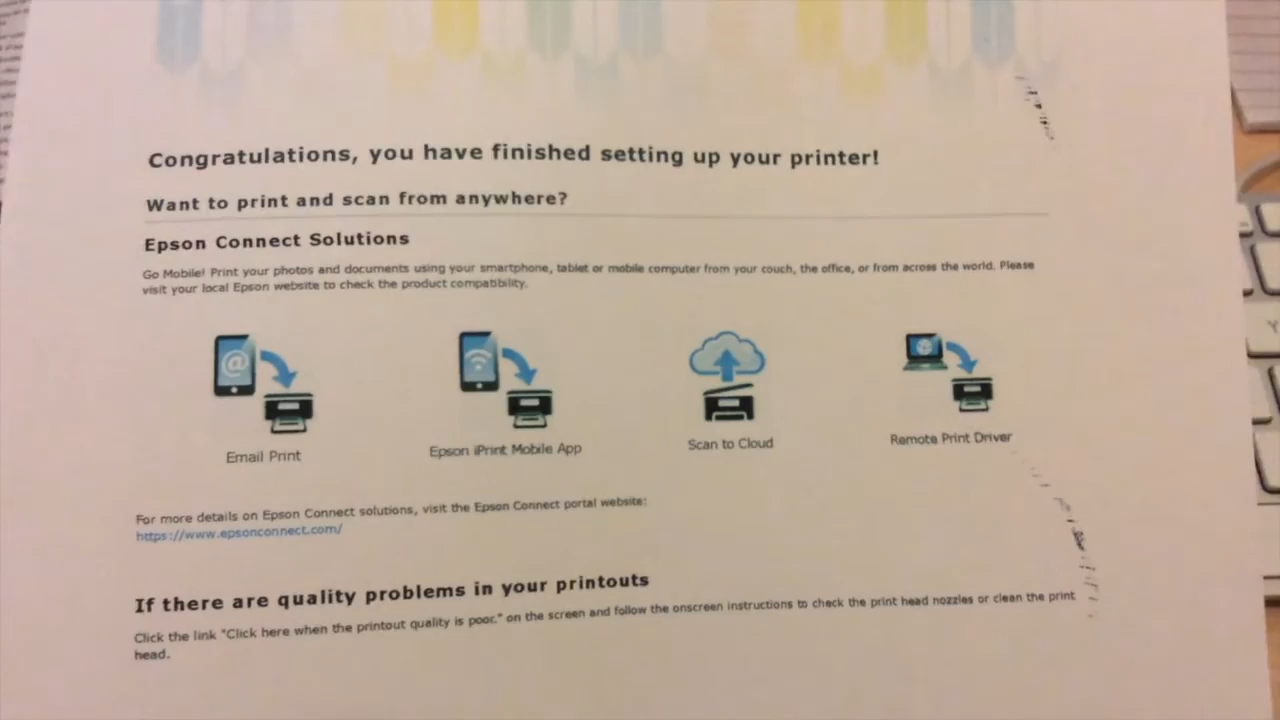 Congratulations, you have finished setting up your printer!
Want to print and scan from anywhere?
Epson Connect Solutions
Go Mobile! Print your photos and documents using your smartphone, tablet or mobile computer from your couch, the office, or from across the world. Please
visit your local Epson website to check the product compatibility.
Email Print
Epson iPrint Mobile App
Scan to Cloud
Remote Print Driver
For more details on Epson Connect solutions, visit the Epson Connect portal website:
https://www.epsonconnect.com/
If there are quality problems in your printouts
Click the link "Click here when the printout quality is poor." on the screen and follow the onscreen instructions to check the print head nozzles or clean the print
head.
Y